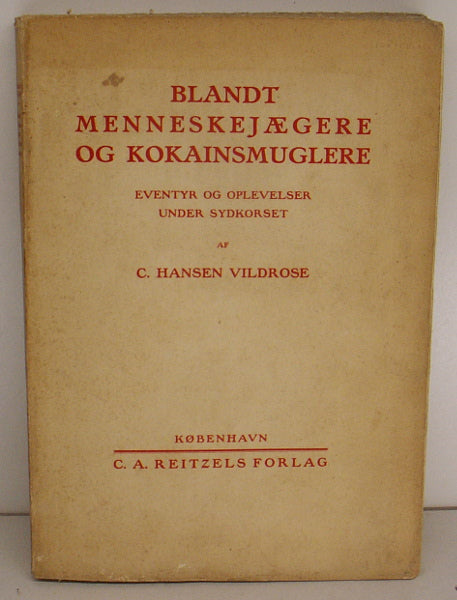 BLANDT
MENNESKEJÆGERE
OG KOKAINSMUGLERE
EVENTYR OG OPLEVELSER
UNDER SYDKORSET
AF
C. HANSEN VILDROSE
KØBENHAVN
C. A. REITZELS FORLAG